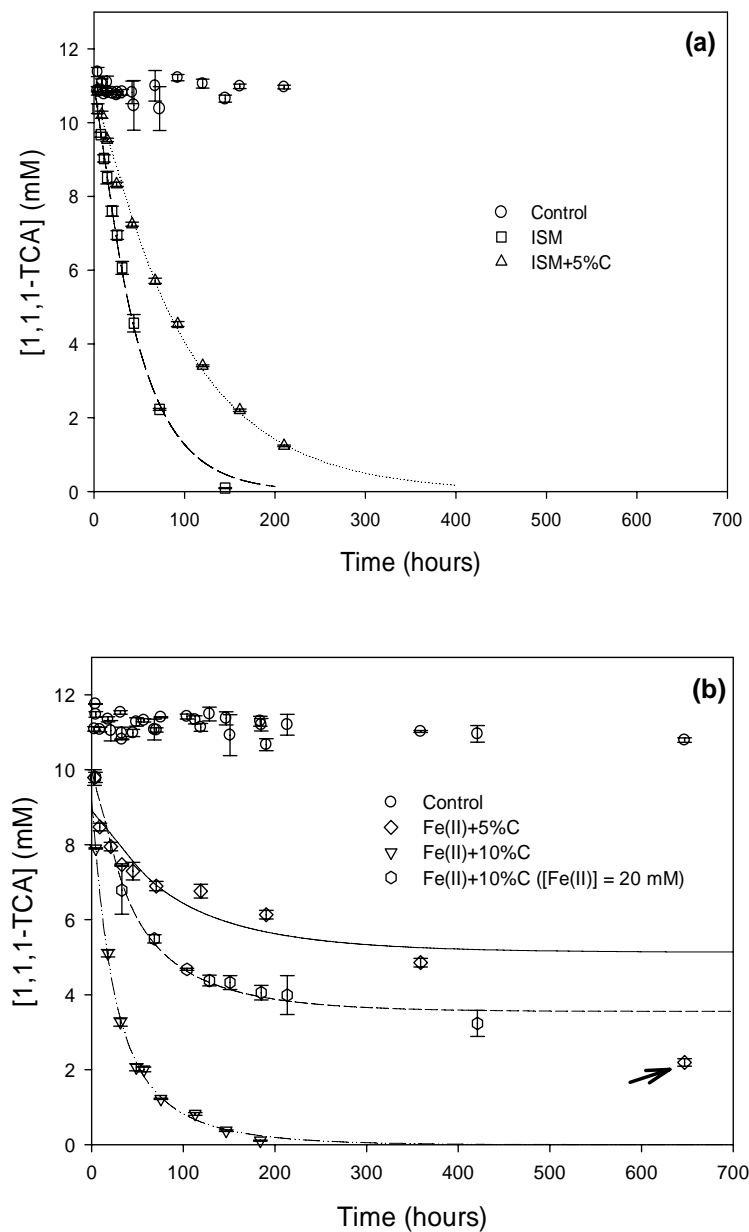 (a)
12
10
8
6
4
2
0
[1,1,1-TCA] (mM)
Control
ISM
ISM+5%C
0 100 200 300 400 500 600 700
Time (hours)
(b)
12
10
8
6
4
2
0
[1,1,1-TCA] (mM)
Control
Fe(II)+5%C
Fe(II)+10%C
Fe(II)+10%C ([Fe(II)] = 20 mM)
0 100 200 300 400 500 600 700
Time (hours)